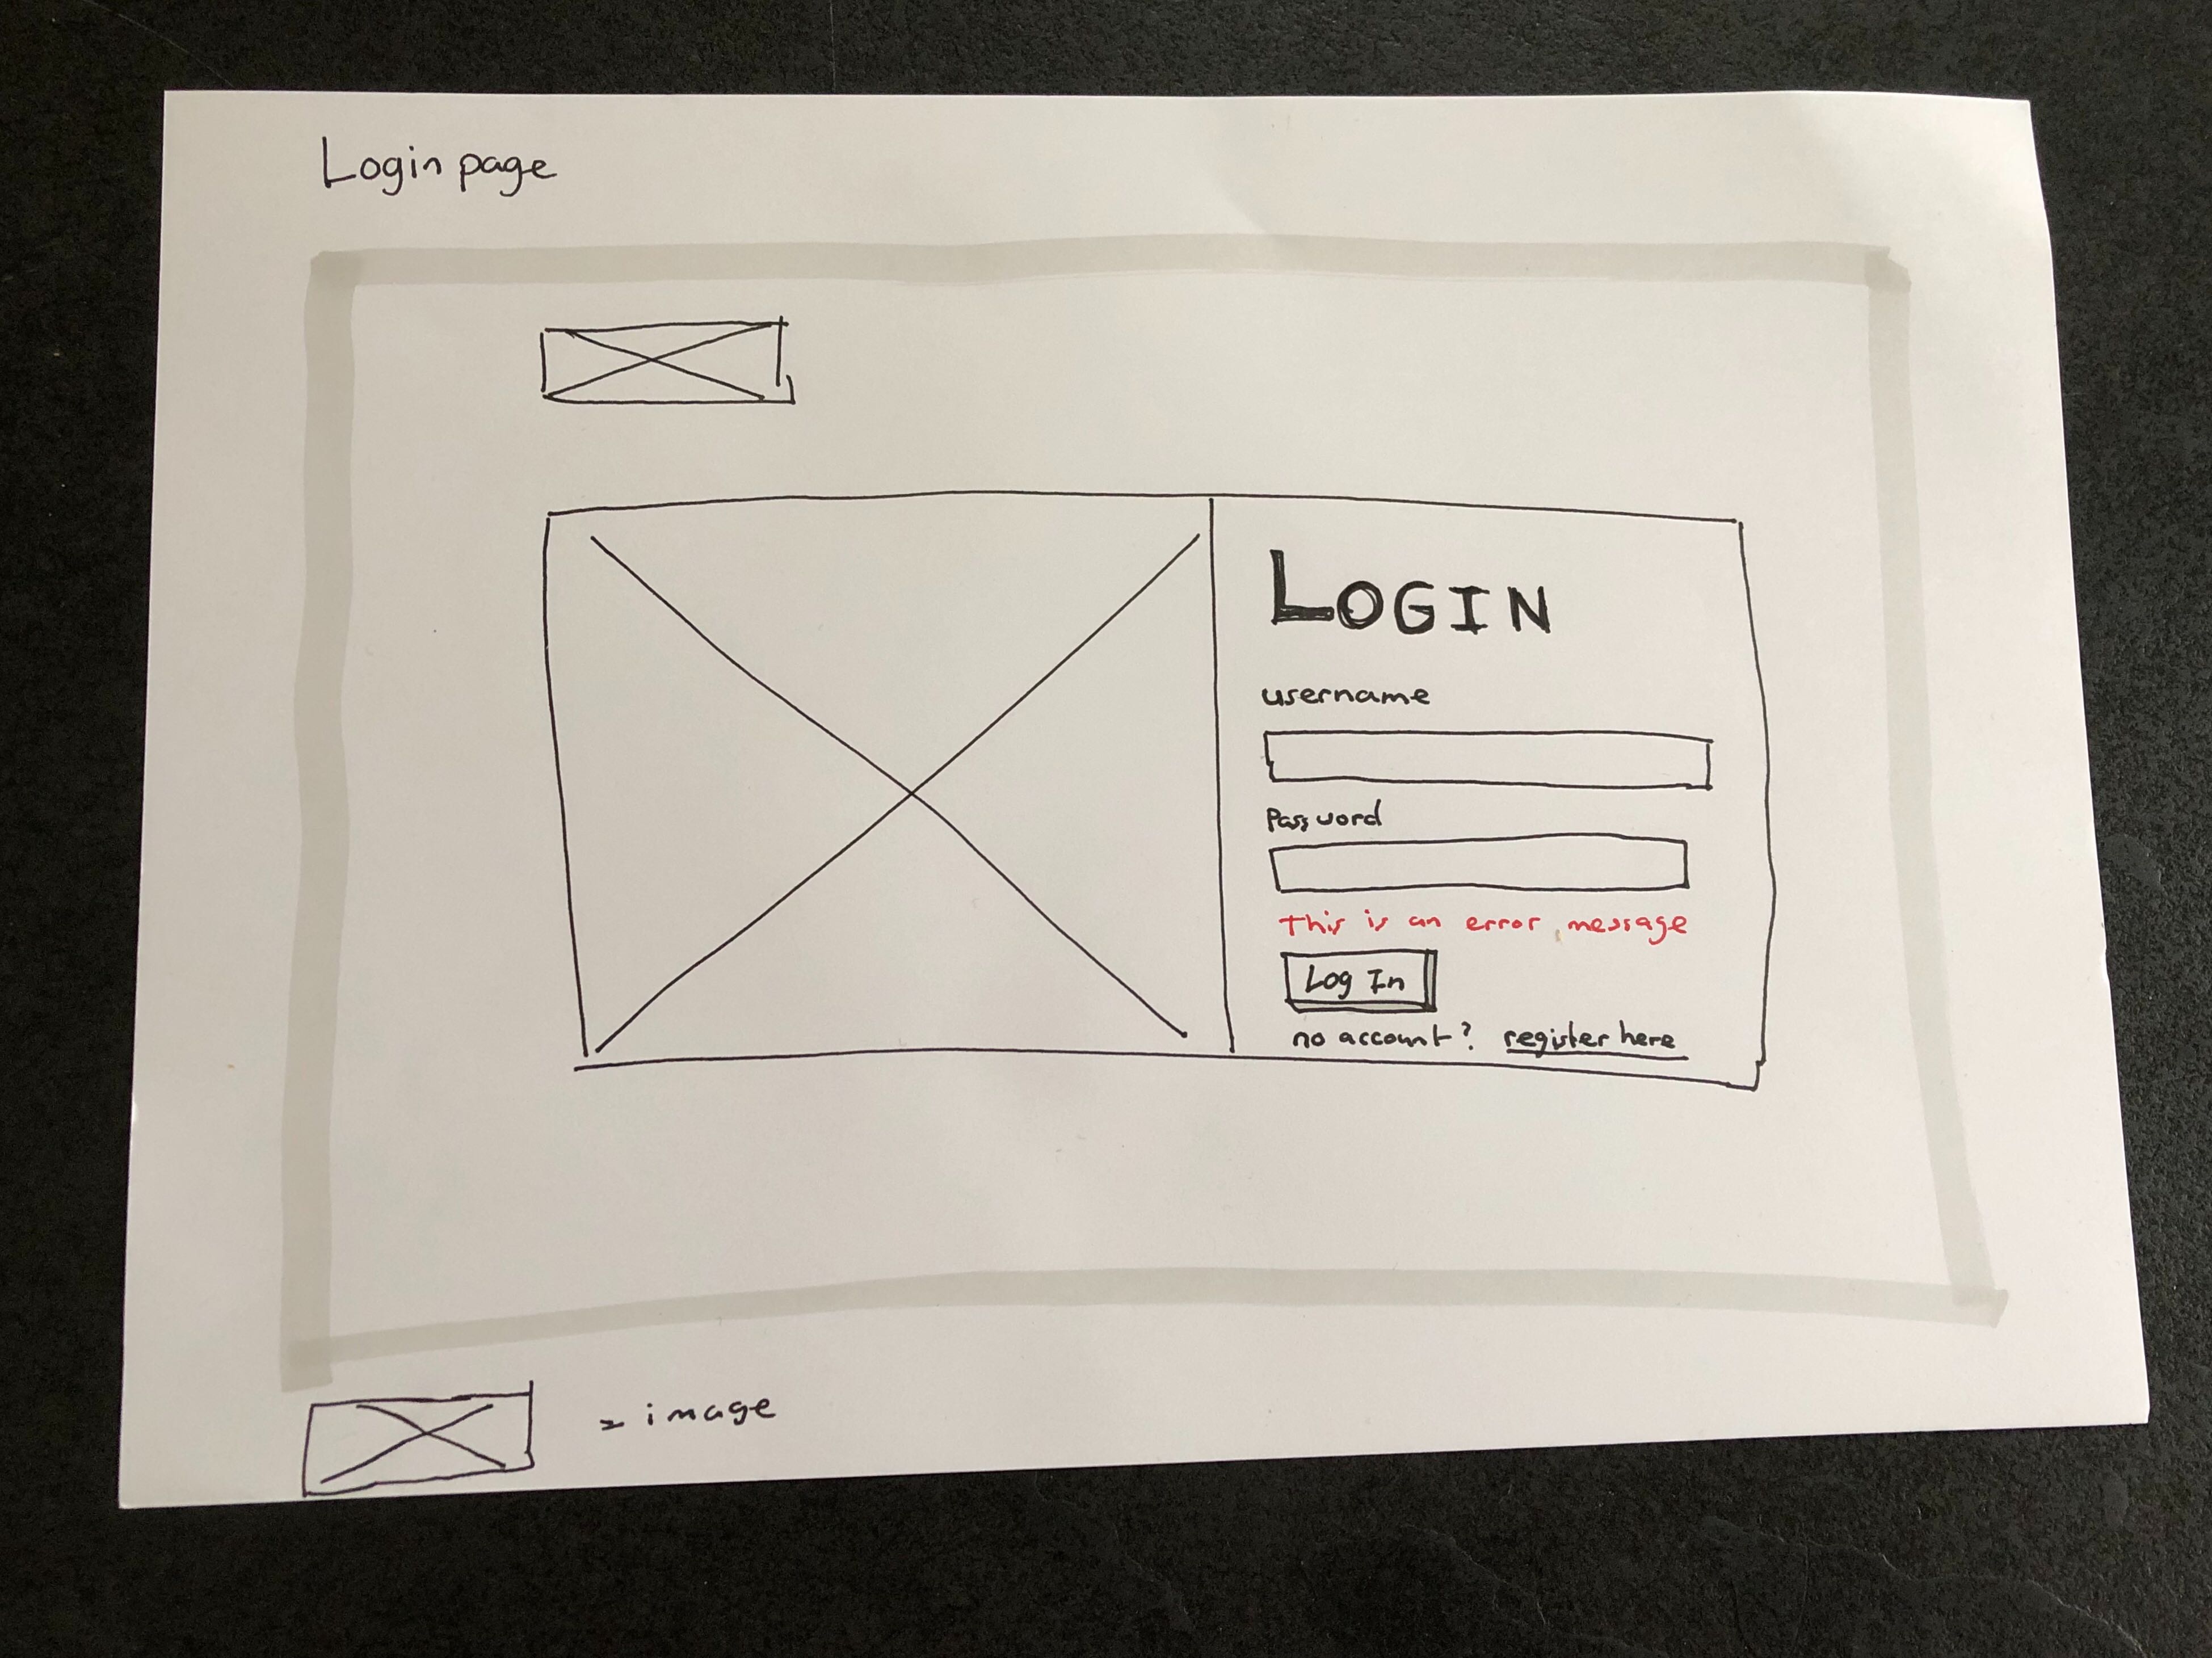 Login page
LOGIN
username
Password
This is an error message
Log In
no account? register here
= image